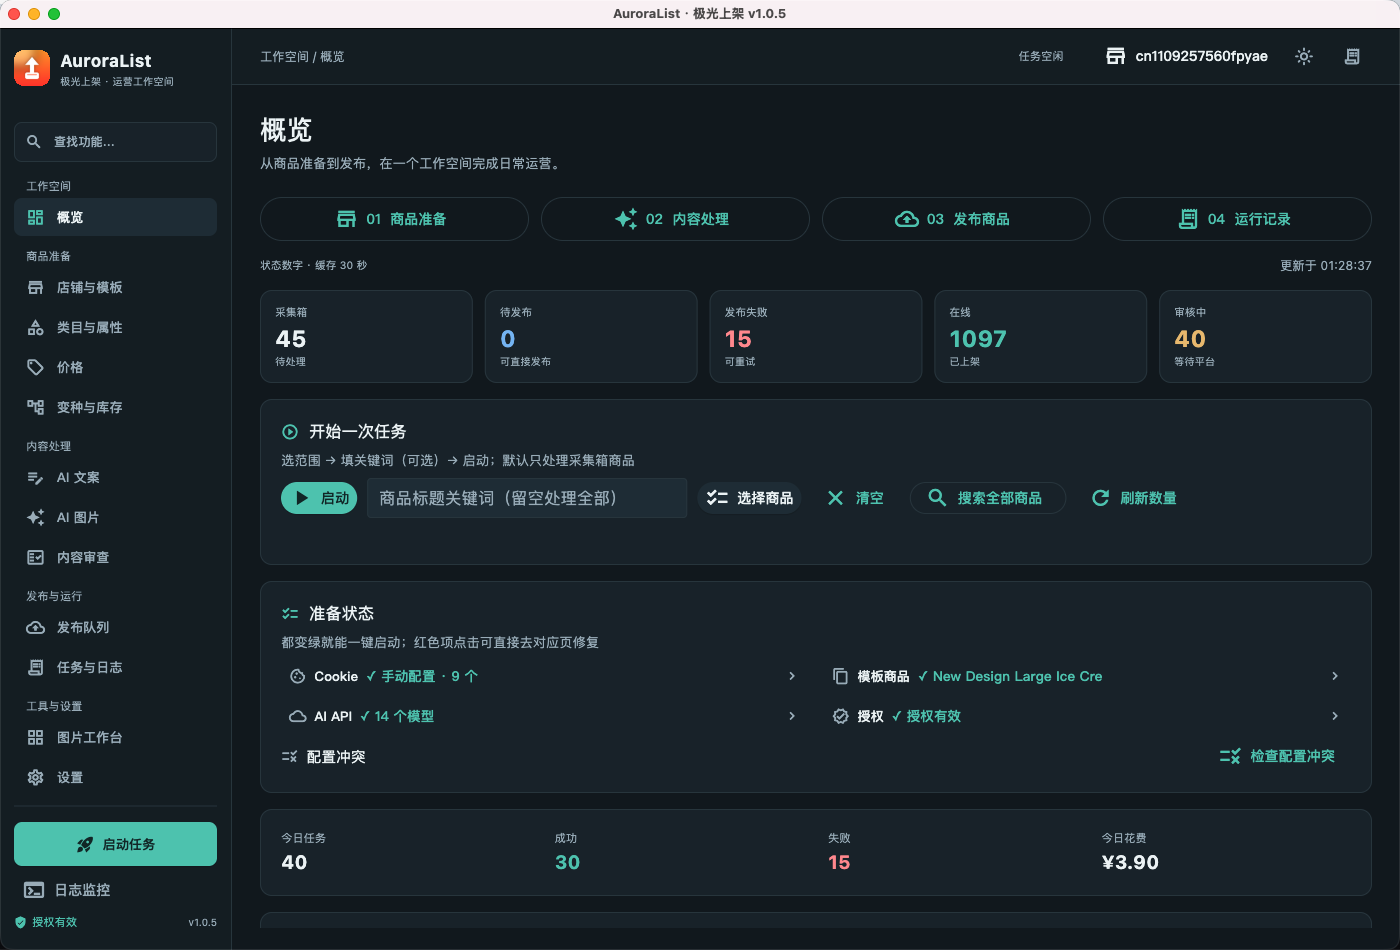 AuroraList · 极光上架 v1.0.5
AuroraList
极光上架 · 运营工作空间
查找功能...
工作空间
概览
商品准备
店铺与模板
类目与属性
价格
变种与库存
内容处理
AI 文案
AI 图片
内容审查
发布与运行
发布队列
任务与日志
工具与设置
图片工作台
设置
启动任务
日志监控
授权有效 v1.0.5
工作空间 / 概览 任务空闲 cn1109257560fpyae
概览
从商品准备到发布，在一个工作空间完成日常运营。
01 商品准备 02 内容处理 03 发布商品 04 运行记录
状态数字 · 缓存 30 秒 更新于 01:28:37
采集箱 待发布 发布失败 在线 审核中
45 0 15 1097 40
待处理 可直接发布 可重试 已上架 等待平台
开始一次任务
选范围 → 填关键词（可选）→ 启动；默认只处理采集箱商品
启动 商品标题关键词（留空处理全部） 选择商品 清空 搜索全部商品 刷新数量
准备状态
都变绿就能一键启动；红色项点击可直接去对应页修复
Cookie ✓ 手动配置 · 9 个 模板商品 ✓ New Design Large Ice Cre
AI API ✓ 14 个模型 授权 ✓ 授权有效
配置冲突 检查配置冲突
今日任务 成功 失败 今日花费
40 30 15 ¥3.90